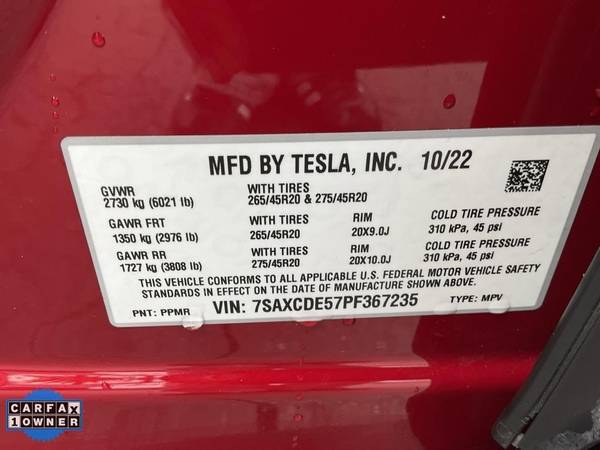 MFD BY TESLA, INC. 10/22
GVWR
2730 kg (6021 lb)
WITH TIRES
265/45R20 & 275/45R20
GAWR FRT
1350 kg (2976 lb)
WITH TIRES
265/45R20
RIM
20X9.0J
COLD TIRE PRESSURE
310 kPa, 45 psi
GAWR RR
1727 kg (3808 lb)
WITH TIRES
275/45R20
RIM
20X10.0J
COLD TIRE PRESSURE
310 kPa, 45 psi
THIS VEHICLE CONFORMS TO ALL APPLICABLE U.S. FEDERAL MOTOR VEHICLE SAFETY
STANDARDS IN EFFECT ON THE DATE OF MANUFACTURE SHOWN ABOVE.
PNT: PPMR VIN: 7SAXCDE57PF367235 TYPE: MPV
CARFAX
1 OWNER